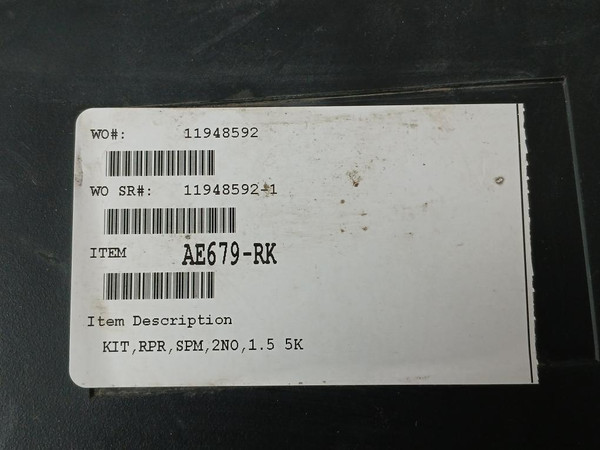 WO#: 11948592
WO SR#: 11948592-1
ITEM AE679-RK
Item Description
KIT,RPR,SPM,2NO,1.5 5K